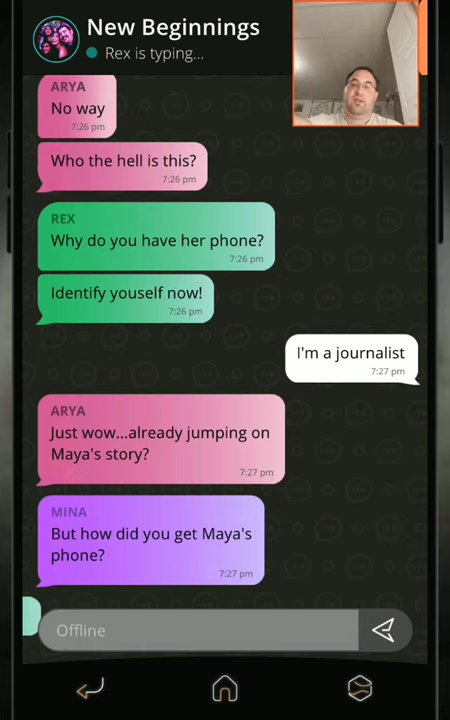 New Beginnings
Rex is typing...
ARYA
No way
7:26 pm
Who the hell is this?
7:26 pm
REX
Why do you have her phone?
7:26 pm
Identify youself now!
7:26 pm
I'm a journalist
7:27 pm
ARYA
Just wow...already jumping on
Maya's story?
7:27 pm
MINA
But how did you get Maya's
phone?
7:27 pm
Offline